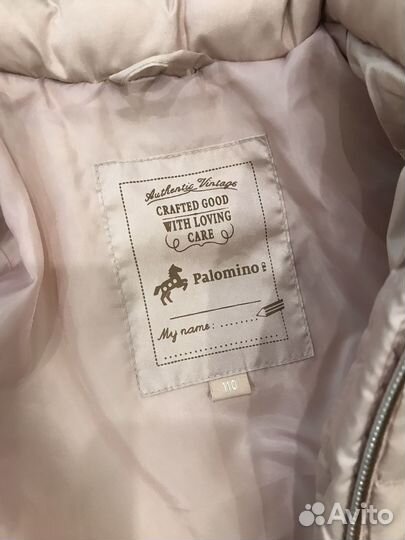 Authentic Vintage
CRAFTED GOOD
WITH LOVING
CARE
Palomino
My name:
110
Avito